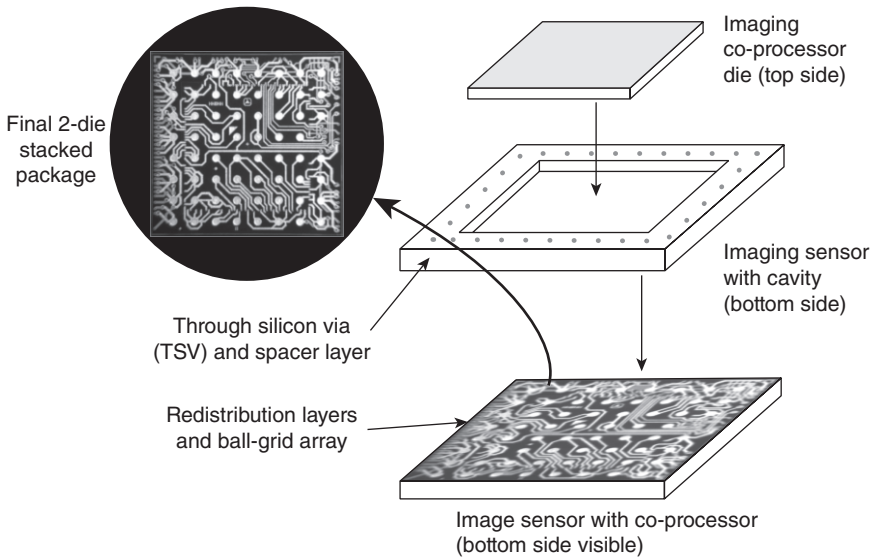 Imaging
co-processor
die (top side)
Final 2-die
stacked
package
Imaging sensor
with cavity
(bottom side)
Through silicon via
(TSV) and spacer layer
Redistribution layers
and ball-grid array
Image sensor with co-processor
(bottom side visible)